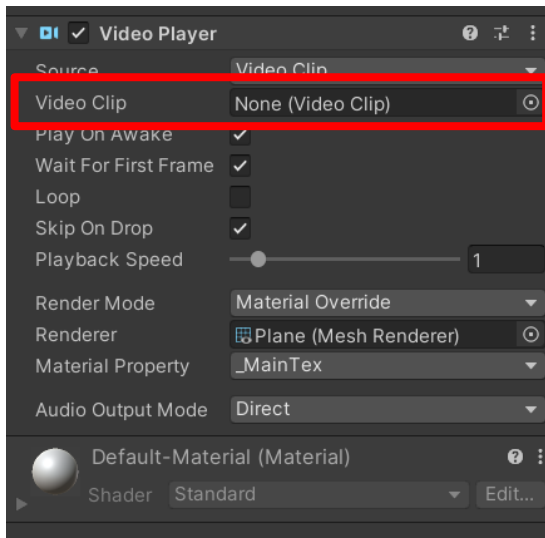 Video Player
Source Video Clip
Video Clip None (Video Clip)
Play On Awake
Wait For First Frame
Loop
Skip On Drop
Playback Speed 1
Render Mode Material Override
Renderer Plane (Mesh Renderer)
Material Property _MainTex
Audio Output Mode Direct
Default-Material (Material)
Shader Standard Edit...